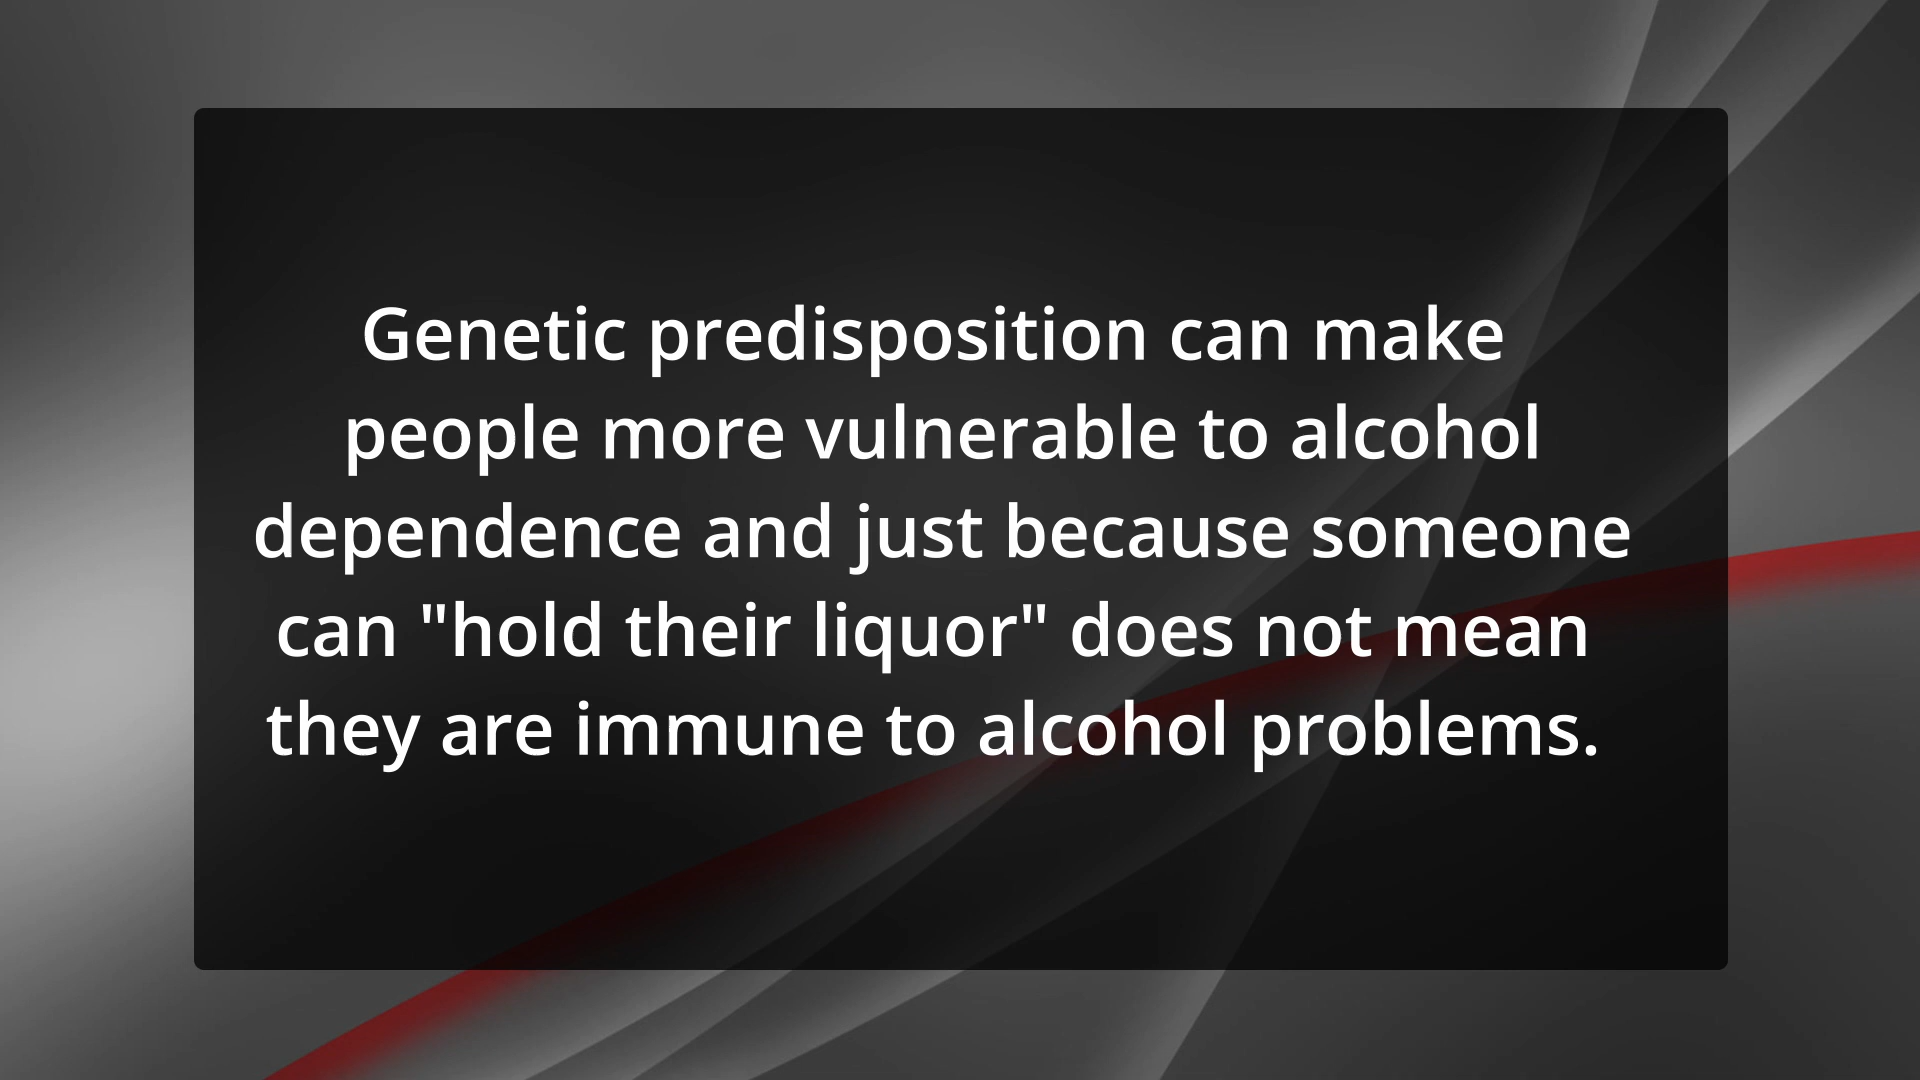 Genetic predisposition can make
people more vulnerable to alcohol
dependence and just because someone
can "hold their liquor" does not mean
they are immune to alcohol problems.